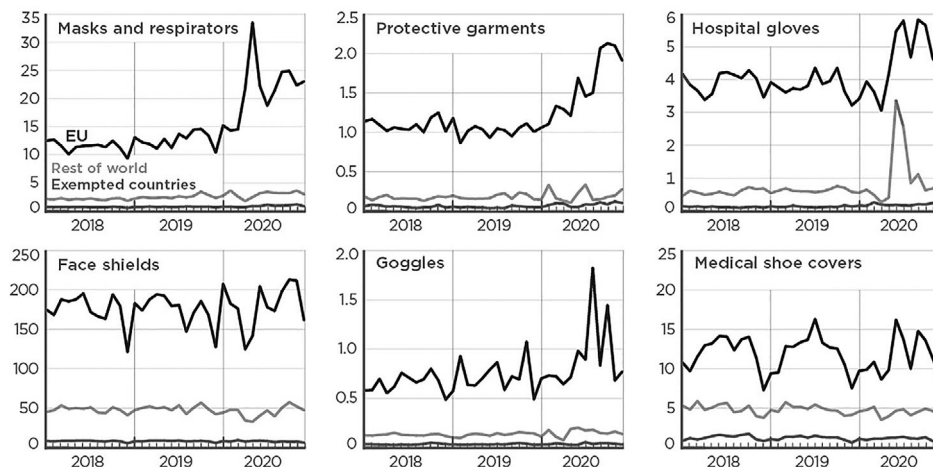 Masks and respirators
35
30
25
20
15
10
5
0
EU
Rest of world
Exempted countries
2018 2019 2020
Protective garments
2.5
2.0
1.5
1.0
0.5
0.0
2018 2019 2020
Hospital gloves
6
5
4
3
2
1
0
2018 2019 2020
Face shields
250
200
150
100
50
0
2018 2019 2020
Goggles
2.0
1.5
1.0
0.5
0.0
2018 2019 2020
Medical shoe covers
25
20
15
10
5
0
2018 2019 2020